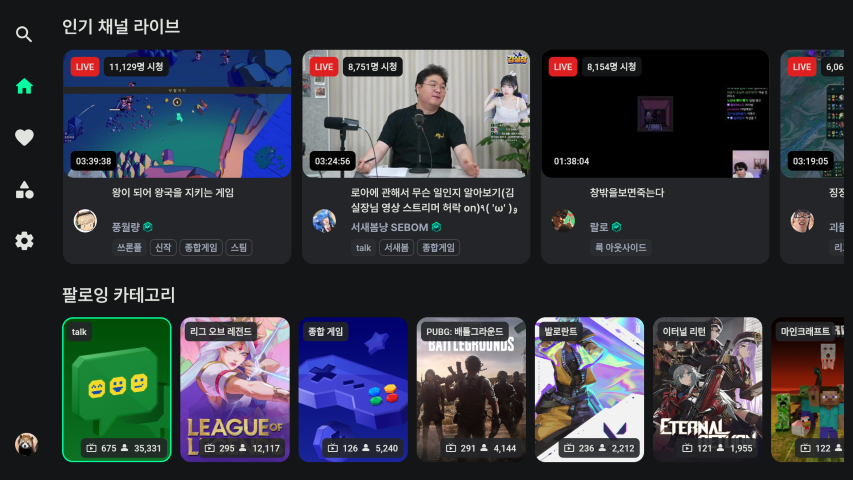 인기 채널 라이브
LIVE 11,129명 시청
03:39:38
왕이 되어 왕국을 지키는 게임
풍월량
쓰론폴 신작 종합게임 스팀
LIVE 8,751명 시청
03:24:56
로아에 관해서 무슨 일인지 알아보기(김
실장님 영상 스트리머 허락 on)٩( 'ω' )و
서새봄냥 SEBOM
talk 서새봄 종합게임
LIVE 8,154명 시청
01:38:04
창밖을보면죽는다
랄로
룩 아웃사이드
LIVE 6,06
03:19:05
징징
괴물
팔로잉 카테고리
talk
675 35,331
리그 오브 레전드
LEAGUE OF
295 12,117
종합 게임
126 5,240
PUBG: 배틀그라운드
BATTLEGROUNDS
291 4,144
발로란트
236 2,212
이터널 리턴
ETERNAL
121 1,955
마인크래프트
122